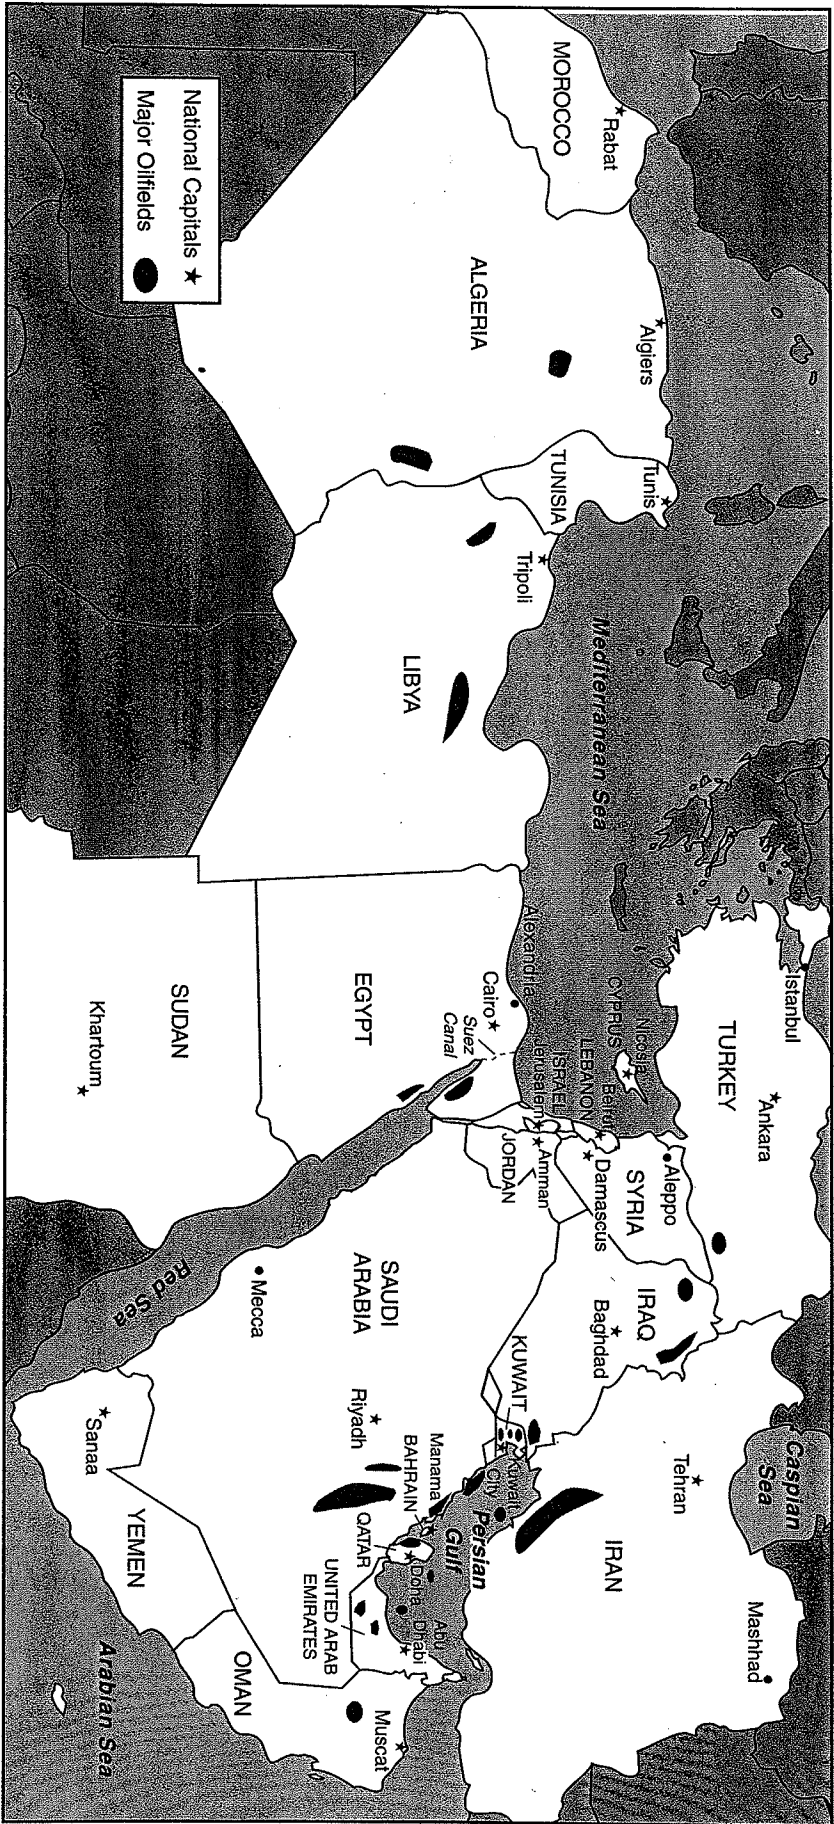 MOROCCO
Rabat
ALGERIA
Algiers
TUNISIA
Tunis
Tripoli
LIBYA
Mediterranean Sea
National Capitals
Major Oilfields
Istanbul
TURKEY
Ankara
CYPRUS
Nicosia
LEBANON
Beirut
ISRAEL
Jerusalem
Alexandria
Cairo
Suez
Canal
EGYPT
SUDAN
Khartoum
Aleppo
SYRIA
Damascus
Amman
JORDAN
IRAQ
Baghdad
KUWAIT
Kuwait
City
SAUDI
ARABIA
Mecca
Red Sea
Riyadh
Manama
BAHRAIN
QATAR
Doha
Persian
Gulf
Abu
Dhabi
UNITED ARAB
EMIRATES
Sanaa
YEMEN
OMAN
Muscat
Arabian Sea
Caspian
Sea
Tehran
IRAN
Mashhad